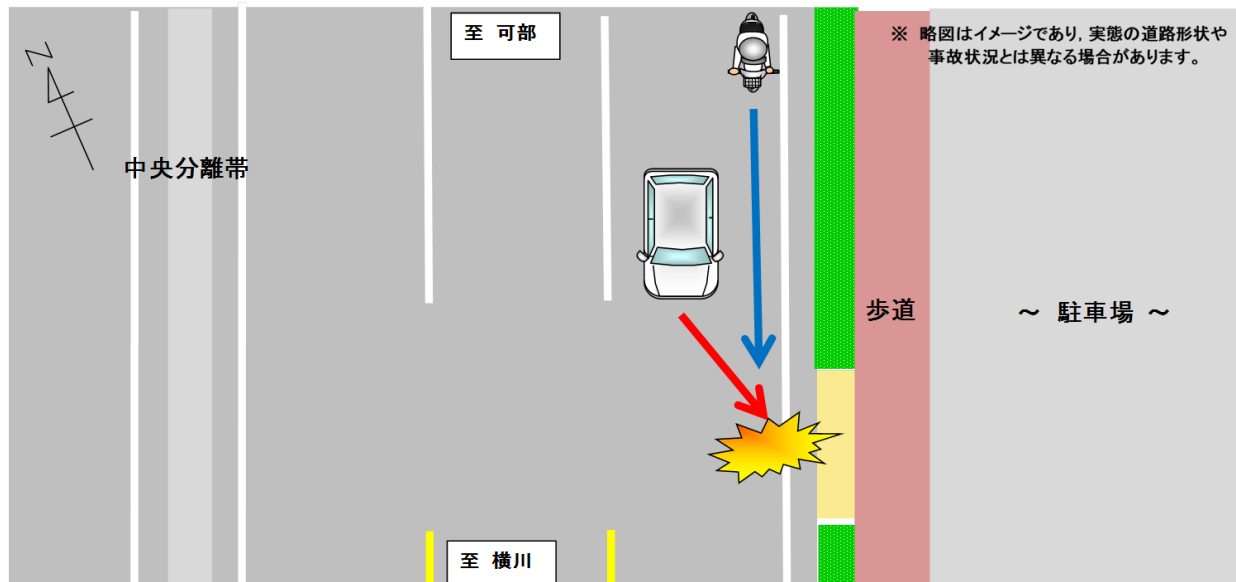 至 可部
※ 略図はイメージであり，実態の道路形状や
事故状況とは異なる場合があります。
N
中央分離帯
歩道
～ 駐車場 ～
至 横川